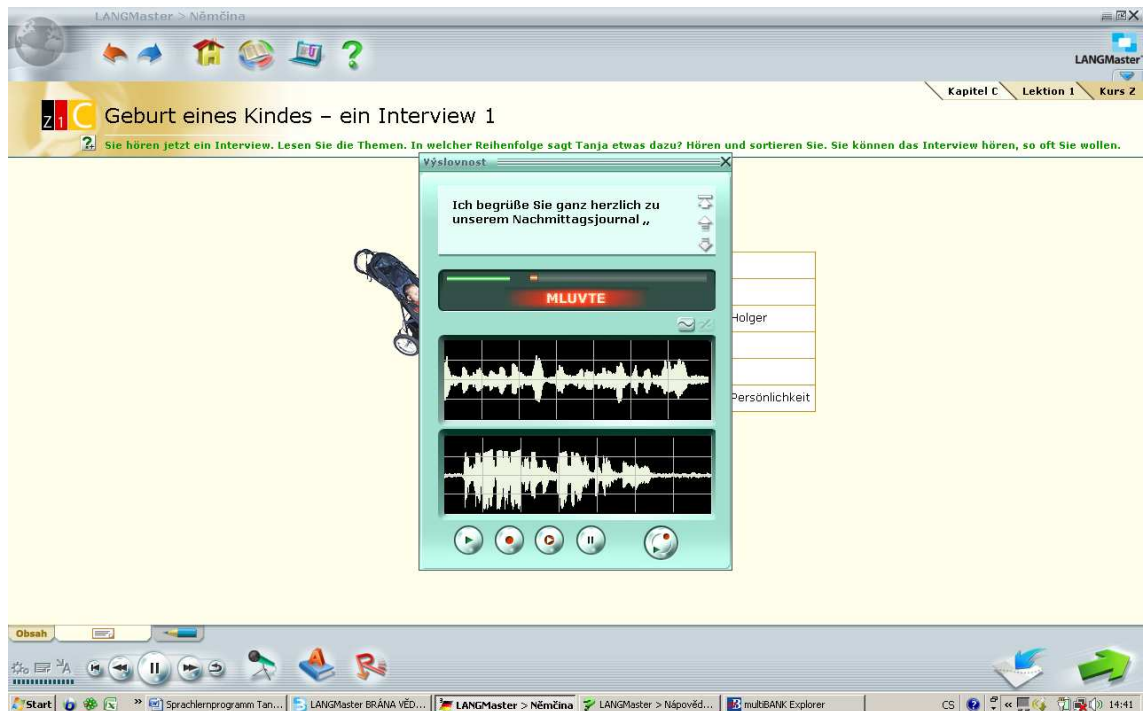 LANGMaster > Němčina
LANGMaster
Kapitel C Lektion 1 Kurs Z
Z 1 C Geburt eines Kindes – ein Interview 1
Sie hören jetzt ein Interview. Lesen Sie die Themen. In welcher Reihenfolge sagt Tanja etwas dazu? Hören und sortieren Sie. Sie können das Interview hören, so oft Sie wollen.
Výslovnost
Ich begrüße Sie ganz herzlich zu
unserem Nachmittagsjournal „
MLUVTE
Holger
Persönlichkeit
Obsah
Start
Sprachlernprogramm Tan...
LANGMaster BRÁNA VĚD...
LANGMaster > Němčina
LANGMaster > Nápověd...
multiBANK Explorer
CS
14:41